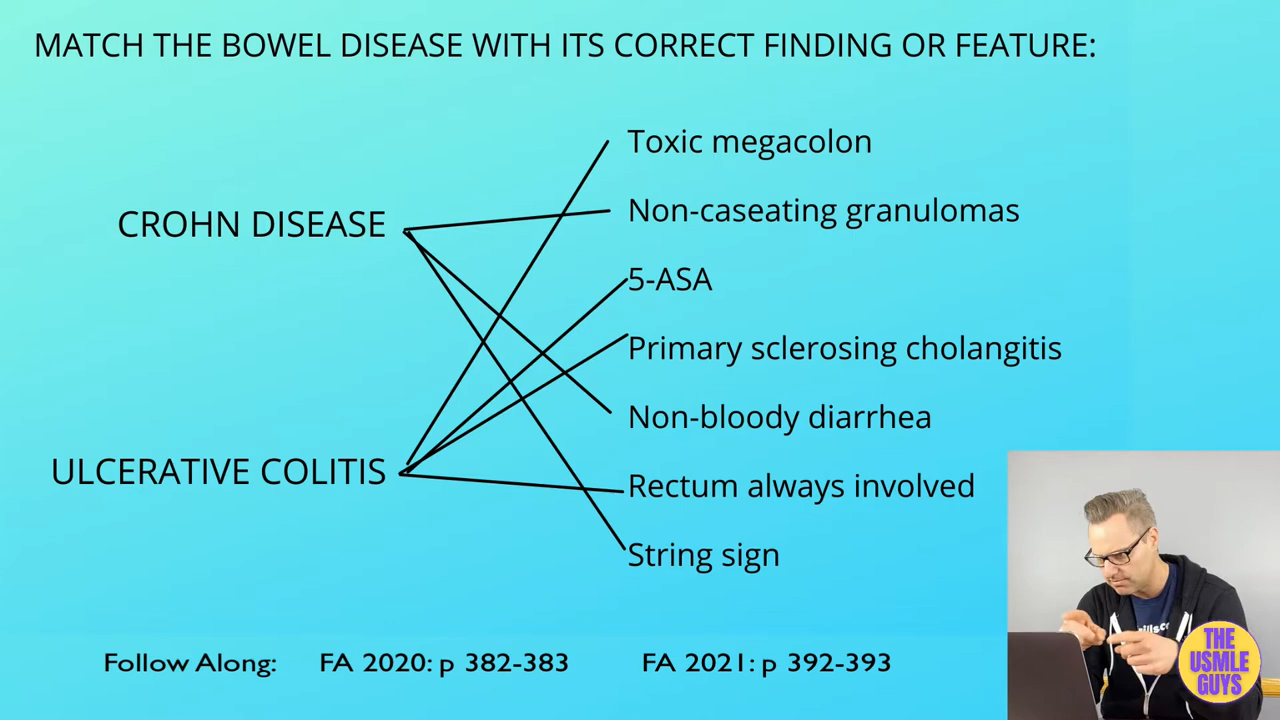 MATCH THE BOWEL DISEASE WITH ITS CORRECT FINDING OR FEATURE:
Toxic megacolon
CROHN DISEASE
Non-caseating granulomas
5-ASA
Primary sclerosing cholangitis
Non-bloody diarrhea
ULCERATIVE COLITIS
Rectum always involved
String sign
Follow Along: FA 2020: p 382-383 FA 2021: p 392-393
THE
USMLE
GUYS